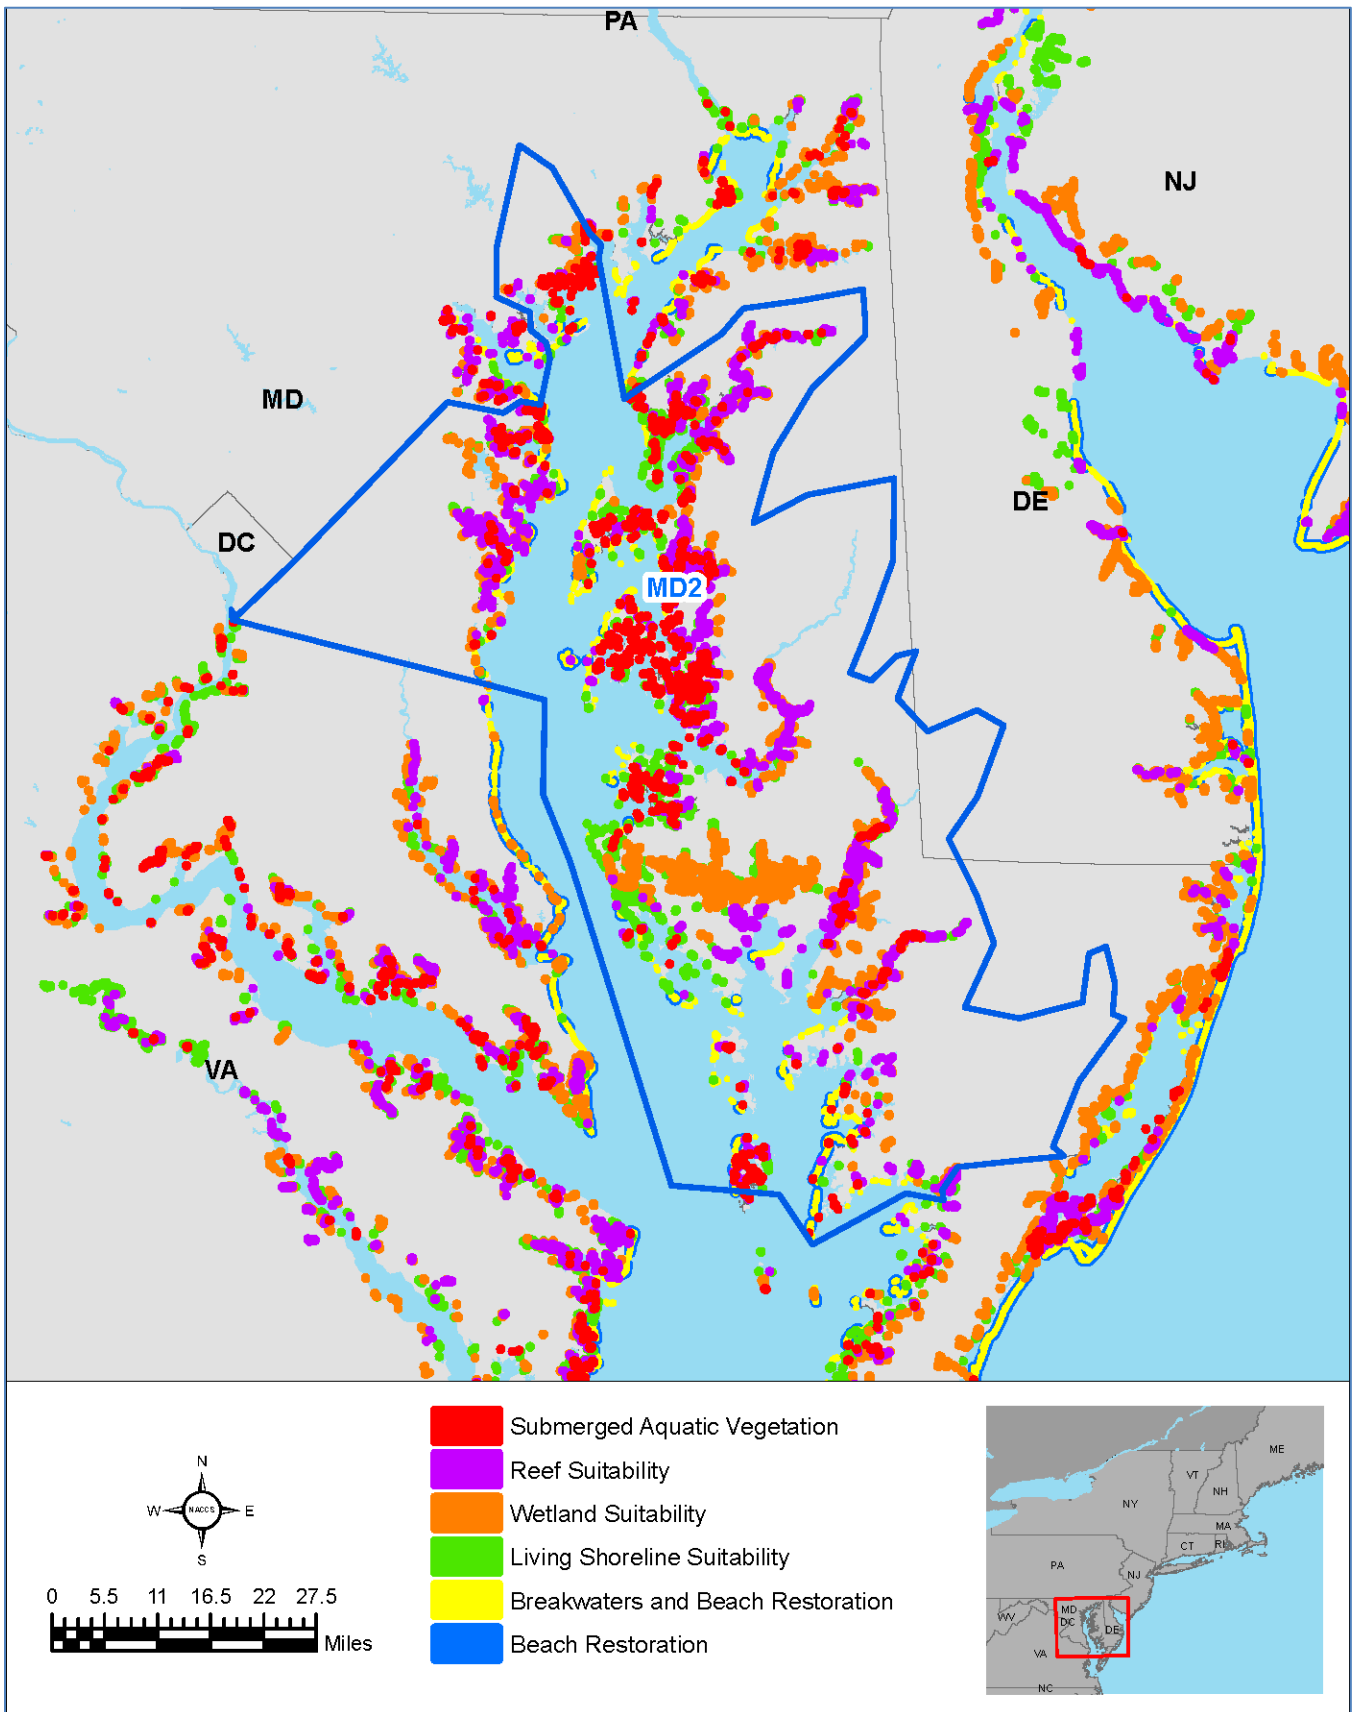 PA
NJ
MD
DE
DC
MD2
VA
N
W
NACCS
E
S
0 5.5 11 16.5 22 27.5
Miles
Submerged Aquatic Vegetation
Reef Suitability
Wetland Suitability
Living Shoreline Suitability
Breakwaters and Beach Restoration
Beach Restoration
ME
VT
NH
NY
MA
CT
RI
PA
NJ
WV
MD
DC
DE
VA
NC